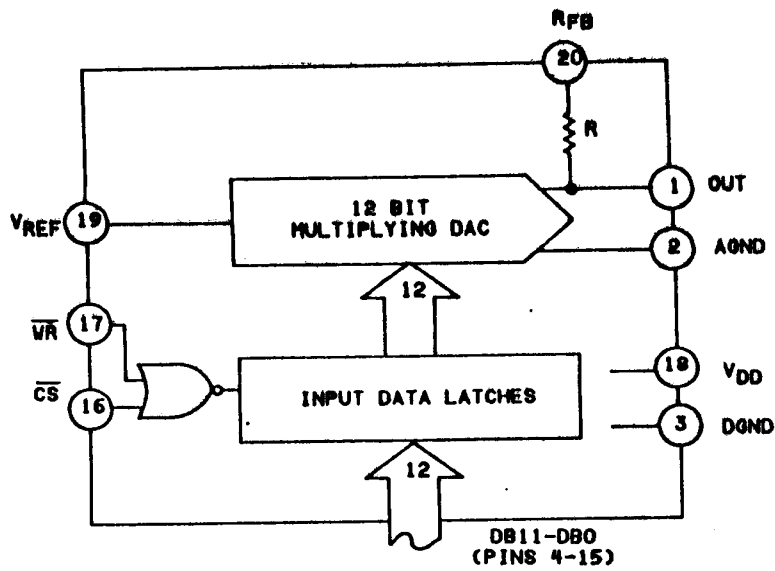 RFB
20
R
12 BIT
MULTIPLYING DAC
1 OUT
VREF 19
2 AGND
12
WR 17
18 VDD
CS 16
INPUT DATA LATCHES
3 DGND
12
DB11-DB0
(PINS 4-15)